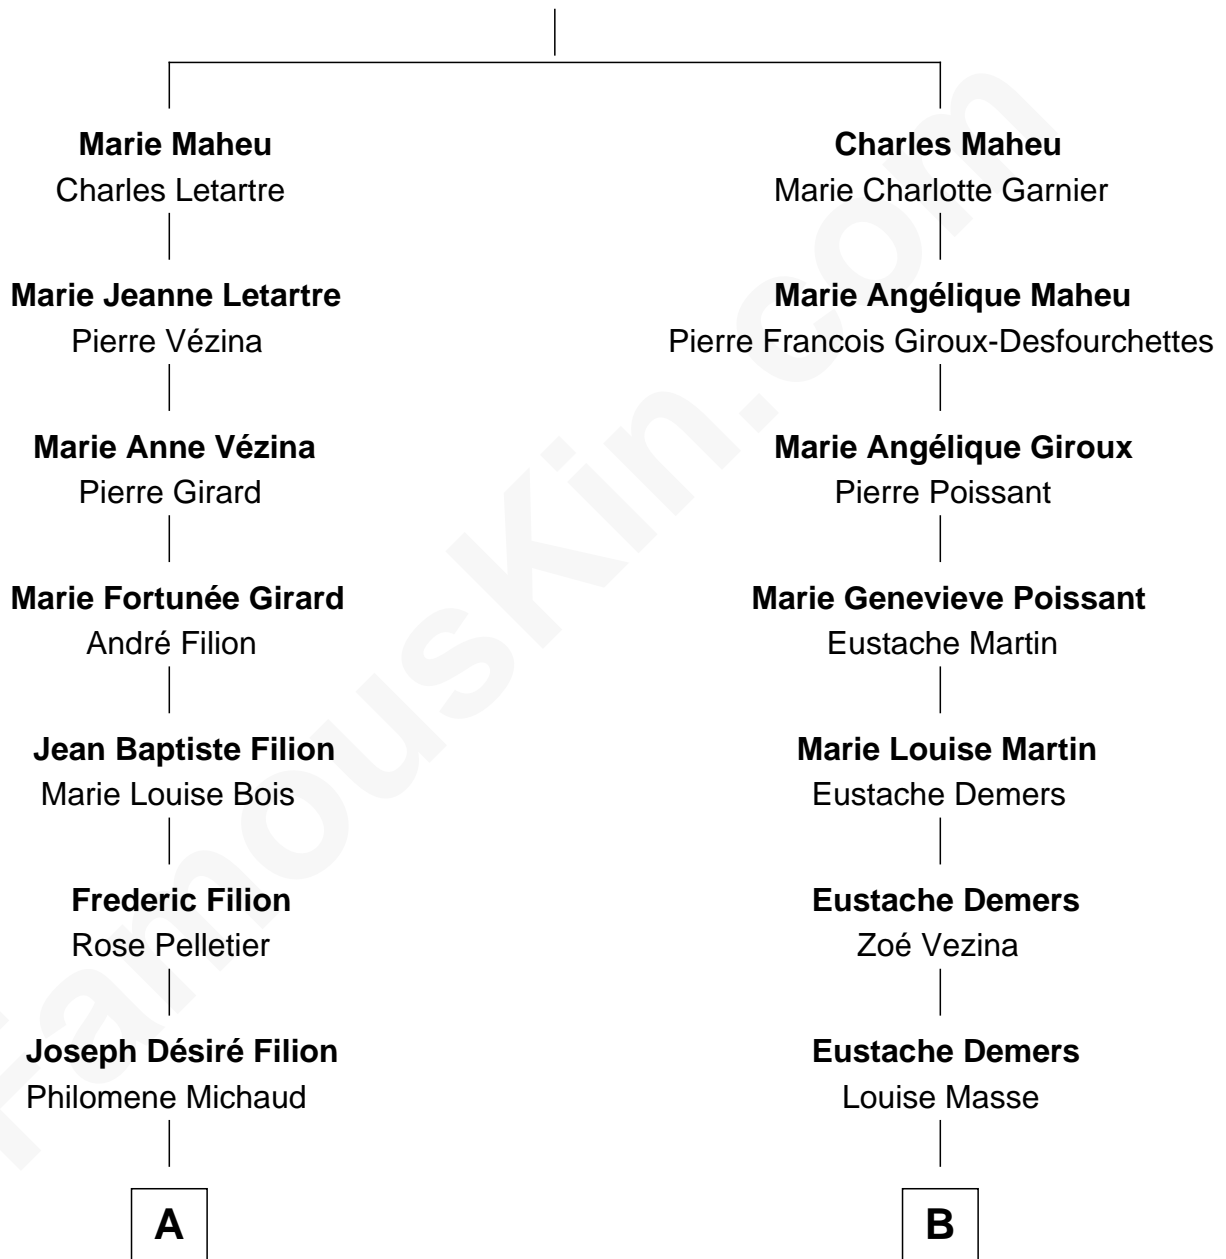 Marie Maheu
Charles Letartre
Marie Jeanne Letartre
Pierre Vézina
Marie Anne Vézina
Pierre Girard
Marie Fortunée Girard
André Filion
Jean Baptiste Filion
Marie Louise Bois
Frederic Filion
Rose Pelletier
Joseph Désiré Filion
Philomene Michaud
A
Charles Maheu
Marie Charlotte Garnier
Marie Angélique Maheu
Pierre Francois Giroux-Desfourchettes
Marie Angélique Giroux
Pierre Poissant
Marie Genevieve Poissant
Eustache Martin
Marie Louise Martin
Eustache Demers
Eustache Demers
Zoé Vezina
Eustache Demers
Louise Masse
B
FamousKin.com